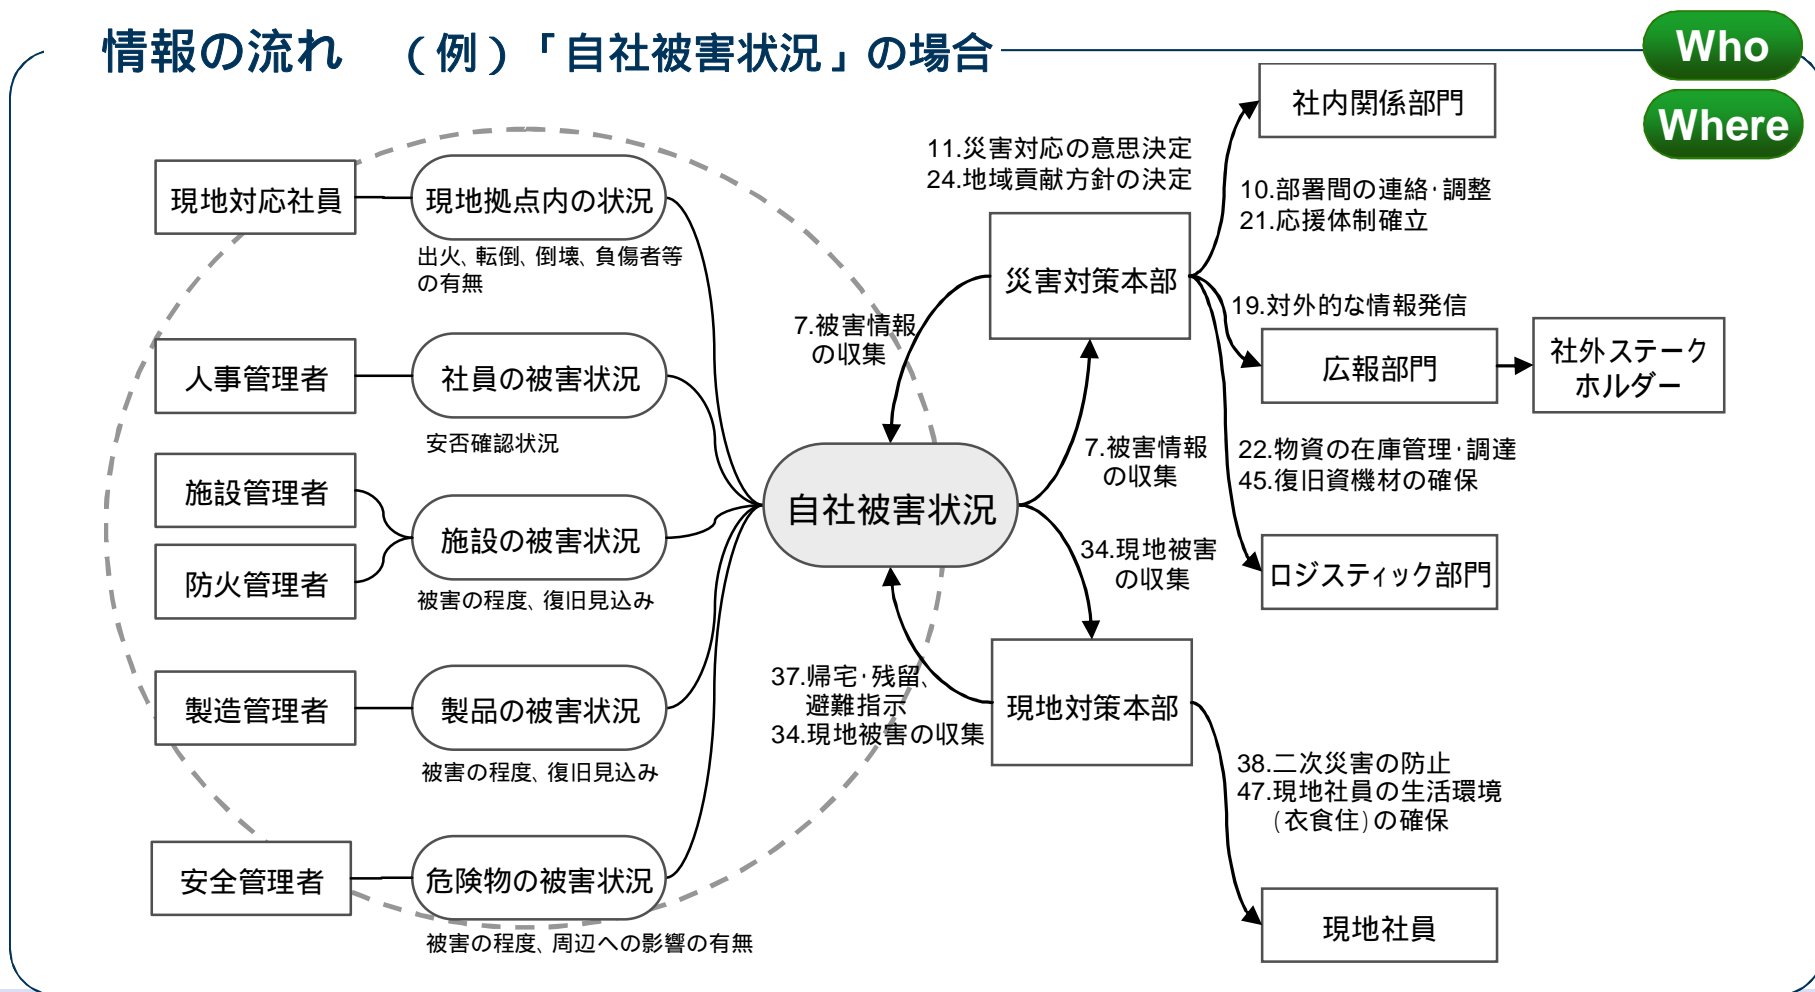 情報の流れ （例）「自社被害状況」の場合
Who
Where
現地対応社員
現地拠点内の状況
出火、転倒、倒壊、負傷者等
の有無
人事管理者
社員の被害状況
安否確認状況
施設管理者
防火管理者
施設の被害状況
被害の程度、復旧見込み
製造管理者
製品の被害状況
被害の程度、復旧見込み
安全管理者
危険物の被害状況
被害の程度、周辺への影響の有無
自社被害状況
7.被害情報
の収集
11.災害対応の意思決定
24.地域貢献方針の決定
災害対策本部
7.被害情報
の収集
34.現地被害
の収集
37.帰宅・残留、
避難指示
34.現地被害の収集
現地対策本部
社内関係部門
10.部署間の連絡・調整
21.応援体制確立
19.対外的な情報発信
広報部門
社外ステーク
ホルダー
22.物資の在庫管理・調達
45.復旧資機材の確保
ロジスティック部門
38.二次災害の防止
47.現地社員の生活環境
（衣食住）の確保
現地社員